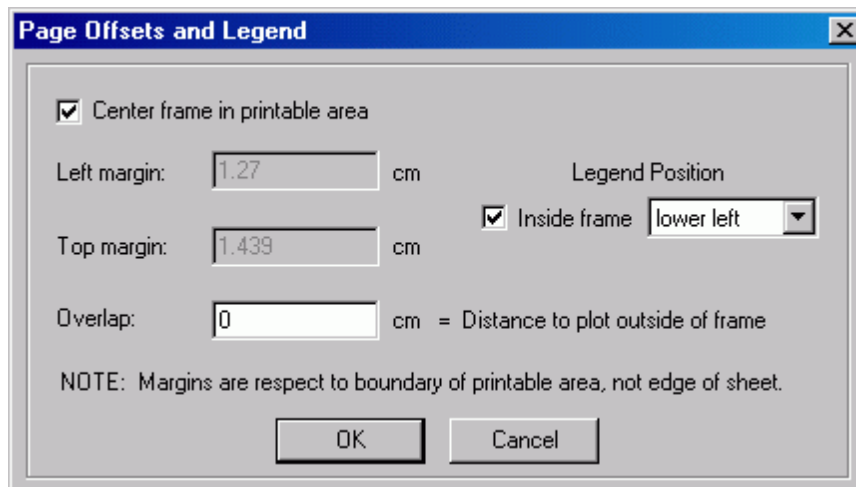 Page Offsets and Legend
Center frame in printable area
Left margin: 1.27 cm
Legend Position
Inside frame lower left
Top margin: 1.439 cm
Overlap: 0 cm = Distance to plot outside of frame
NOTE: Margins are respect to boundary of printable area, not edge of sheet.
OK Cancel